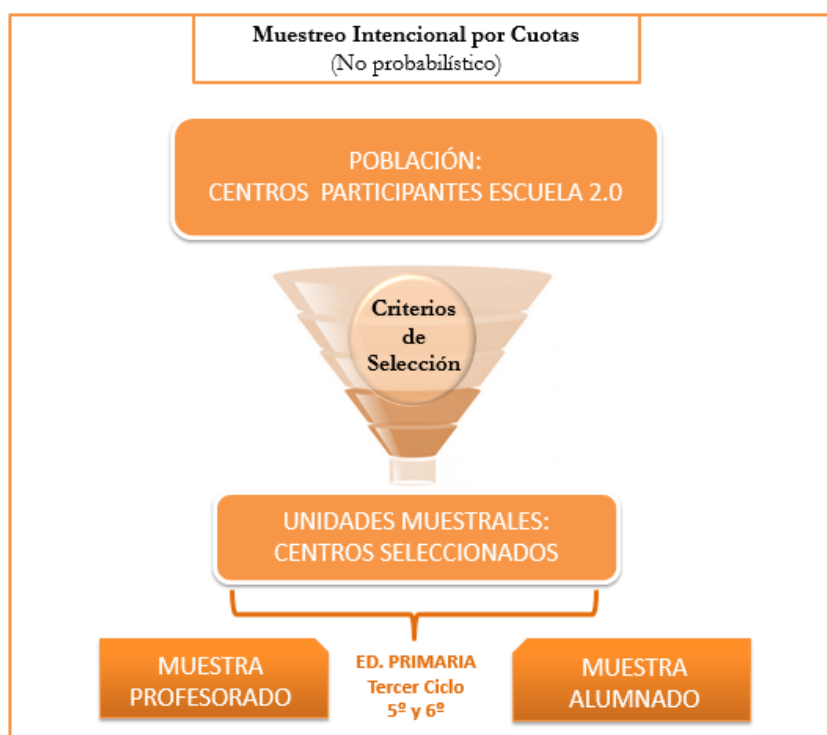 Muestreo Intencional por Cuotas
(No probabilístico)
POBLACIÓN:
CENTROS PARTICIPANTES ESCUELA 2.0
Criterios
de
Selección
UNIDADES MUESTRALES:
CENTROS SELECCIONADOS
MUESTRA
PROFESORADO
ED. PRIMARIA
Tercer Ciclo
5º y 6º
MUESTRA
ALUMNADO